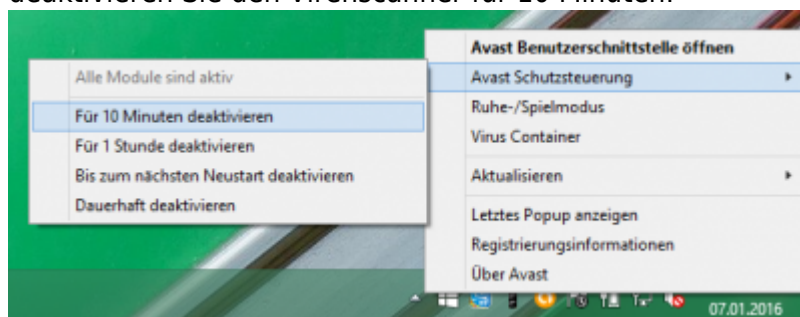 deaktivieren Sie den Virenscanner für 10 Minuten.
Avast Benutzerschnittstelle öffnen
Avast Schutzsteuerung
Ruhe-/Spielmodus
Virus Container
Aktualisieren
Letztes Popup anzeigen
Registrierungsinformationen
Über Avast
Alle Module sind aktiv
Für 10 Minuten deaktivieren
Für 1 Stunde deaktivieren
Bis zum nächsten Neustart deaktivieren
Dauerhaft deaktivieren
07.01.2016